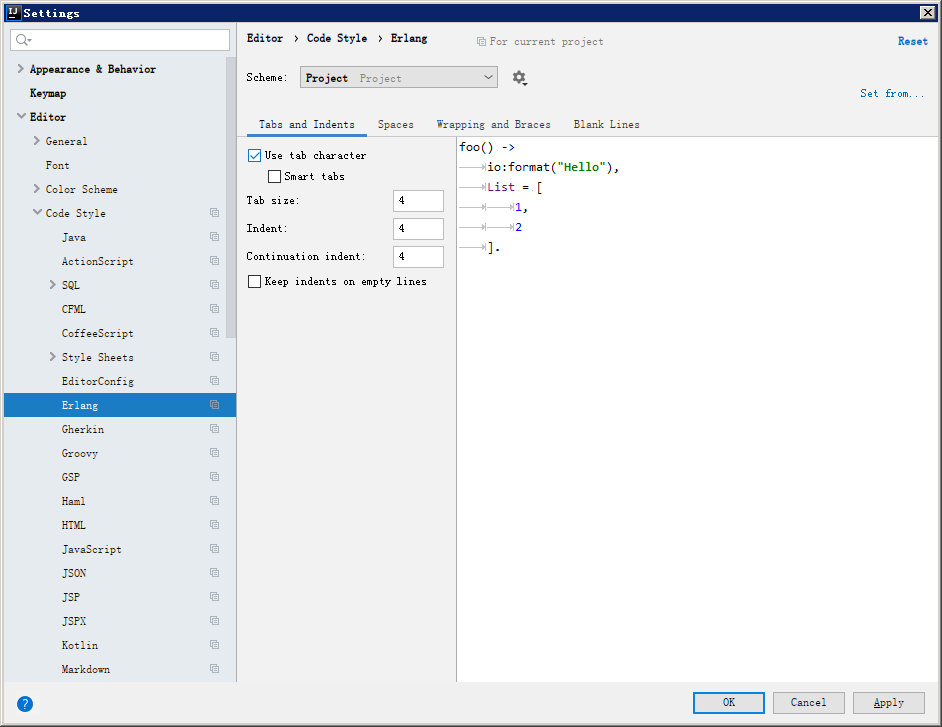 Settings
Appearance & Behavior
Keymap
Editor
General
Font
Color Scheme
Code Style
Java
ActionScript
SQL
CFML
CoffeeScript
Style Sheets
EditorConfig
Erlang
Gherkin
Groovy
GSP
Haml
HTML
JavaScript
JSON
JSP
JSPX
Kotlin
Markdown
Editor › Code Style › Erlang
For current project
Reset
Scheme: Project Project
Set from...
Tabs and Indents Spaces Wrapping and Braces Blank Lines
Use tab character
Smart tabs
Tab size: 4
Indent: 4
Continuation indent: 4
Keep indents on empty lines
foo() ->
io:format("Hello"),
List = [
1,
2
].
?
OK Cancel Apply